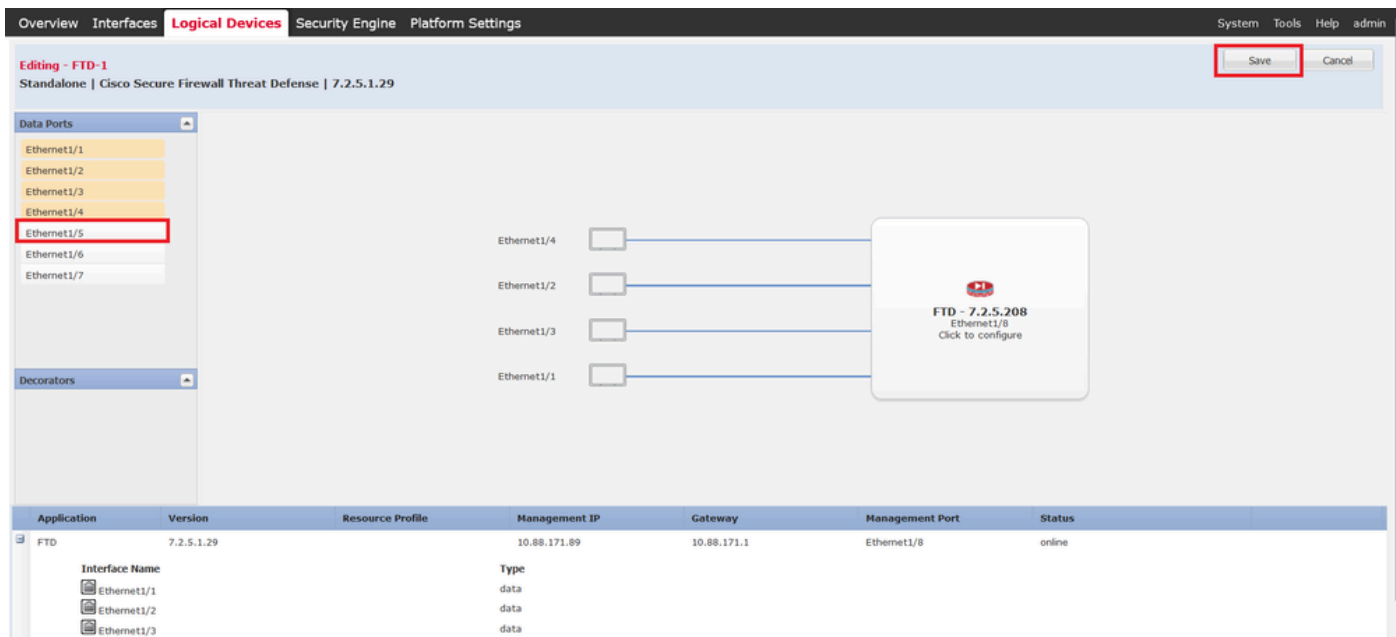 Overview Interfaces Logical Devices Security Engine Platform Settings System Tools Help admin
Editing - FTD-1
Standalone | Cisco Secure Firewall Threat Defense | 7.2.5.1.29
Save Cancel
Data Ports
Ethernet1/1
Ethernet1/2
Ethernet1/3
Ethernet1/4
Ethernet1/5
Ethernet1/6
Ethernet1/7
Decorators
Ethernet1/4
Ethernet1/2
Ethernet1/3
Ethernet1/1
FTD - 7.2.5.208
Ethernet1/8
Click to configure
Application Version Resource Profile Management IP Gateway Management Port Status
FTD 7.2.5.1.29 10.88.171.89 10.88.171.1 Ethernet1/8 online
Interface Name Type
Ethernet1/1 data
Ethernet1/2 data
Ethernet1/3 data